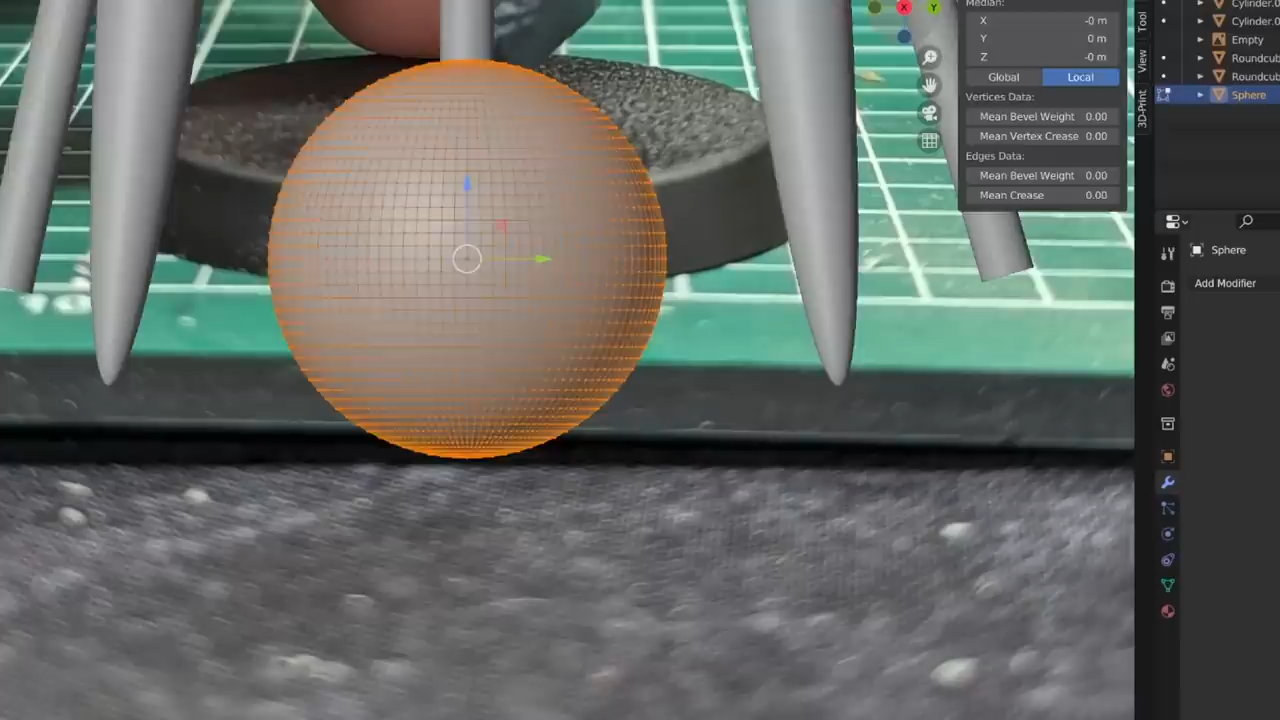 Median:
X -0 m
Y 0 m
Z -0 m
Global Local
Vertices Data:
Mean Bevel Weight 0.00
Mean Vertex Crease 0.00
Edges Data:
Mean Bevel Weight 0.00
Mean Crease 0.00
X Y
Tool
View
3D-Print
Cylinder.0
Cylinder.0
Empty
Roundcub
Roundcub
Sphere
Sphere
Add Modifier